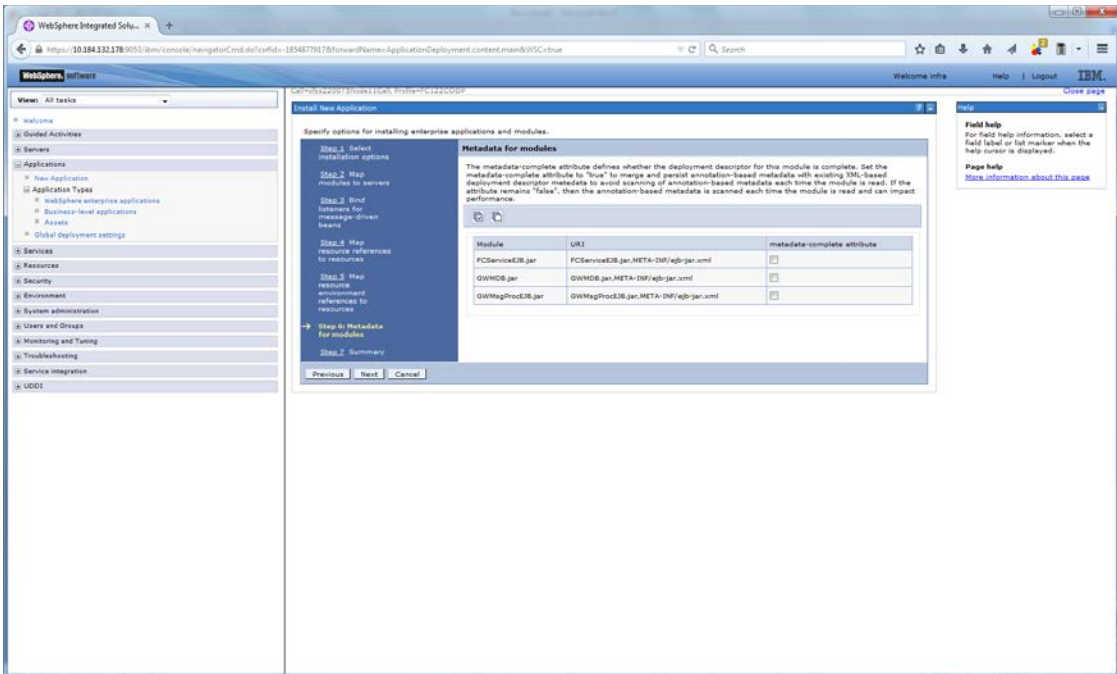 WebSphere Integrated Solu... × +
https://10.184.132.178:9053/ibm/console/navigatorCmd.do?csrfid=-1854877917&forwardName=ApplicationDeployment.content.main&WSC=true
Search
2
WebSphere. software
Welcome infra
Help | Logout
IBM.
View: All tasks
Welcome
Guided Activities
Servers
Applications
New Application
Application Types
WebSphere enterprise applications
Business-level applications
Assets
Global deployment settings
Services
Resources
Security
Environment
System administration
Users and Groups
Monitoring and Tuning
Troubleshooting
Service integration
UDDI
Close page
Install New Application
Specify options for installing enterprise applications and modules.
Step 1 Select
installation options
Step 2 Map
modules to servers
Step 3 Bind
listeners for
message-driven
beans
Step 4 Map
resource references
to resources
Step 5 Map
resource
environment
references to
resources
Step 6: Metadata
for modules
Step 7 Summary
Metadata for modules
The metadata-complete attribute defines whether the deployment descriptor for this module is complete. Set the
metadata-complete attribute to "true" to merge and persist annotation-based metadata with existing XML-based
deployment descriptor metedata to avoid scanning of annotation-based metadata each time the module is read. If the
attribute remains "false", then the annotation-based metadata is scanned each time the module is read and can impact
performance.
Module URI metadata-complete attribute
FCServiceEJB.jar FCServiceEJB.jar,META-INF/ejb-jar.xml
GWMDB.jar GWMDB.jar,META-INF/ejb-jar.xml
GWMsgProcEJB.jar GWMsgProcEJB.jar,META-INF/ejb-jar.xml
Previous Next Cancel
Help
Field help
For field help information, select a
field label or list marker when the
help cursor is displayed.
Page help
More information about this page